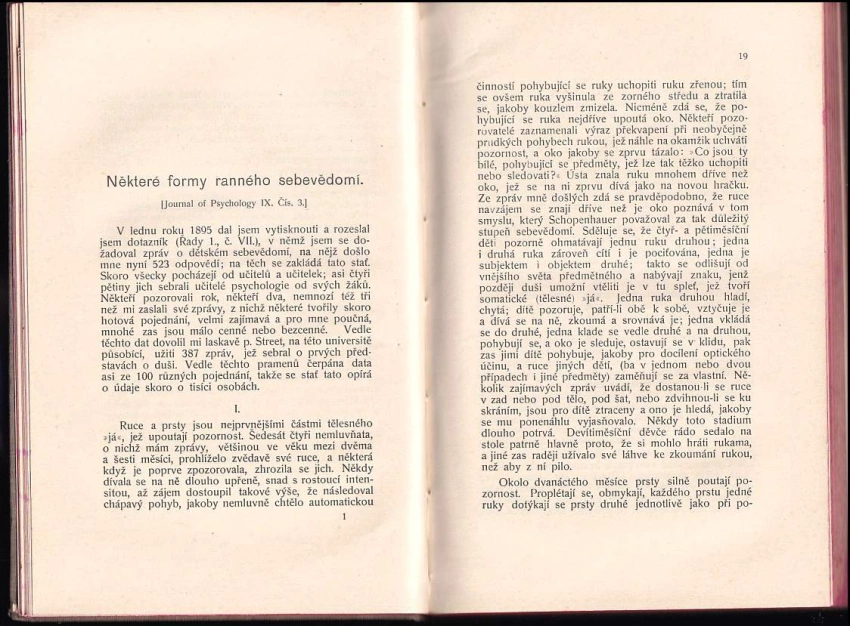 Některé formy ranného sebevědomí.
[Journal of Psychology IX. Čís. 3.]
V lednu roku 1895 dal jsem vytisknouti a rozeslal
jsem dotazník (Řady I., č. VII.), v němž jsem se do-
žadoval zpráv o dětském sebevědomí, na nějž došlo
mne nyní 523 odpovědí; na těch se zakládá tato stať.
Skoro všecky pocházejí od učitelů a učitelek; asi čtyři
pětiny jich sebrali učitelé psychologie od svých žáků.
Někteří pozorovali rok, někteří dva, nemnozí též tři
než mi zaslali své zprávy, z nichž některé tvořily skoro
hotová pojednání, velmi zajímavá a pro mne poučná,
mnohé zas jsou málo cenné nebo bezcenné. Vedle
těchto dat dovolil mi laskavě p. Street, na této universitě
působící, užiti 387 zpráv, jež sebral o prvých před-
stavách o duši. Vedle těchto pramenů čerpána data
asi ze 100 různých pojednání, takže se stať tato opírá
o údaje skoro o tisíci osobách.
I.
Ruce a prsty jsou nejprvnějšími částmi tělesného
»já«, jež upoutají pozornost. Šedesát čtyři nemluvňata,
o nichž mám zprávy, většinou ve věku mezi dvěma
a šesti měsíci, prohlíželo zvědavě své ruce, a některá
když je poprve zpozorovala, zhrozila se jich. Někdy
dívala se na ně dlouho upřeně, snad s rostoucí inten-
sitou, až zájem dostoupil takové výše, že následoval
chápavý pohyb, jakoby nemluvně chtělo automatickou
1
19
činností pohybující se ruky uchopiti ruku zřenou; tím
se ovšem ruka vyšinula ze zorného středu a ztratila
se, jakoby kouzlem zmizela. Nicméně zdá se, že po-
hybující se ruka nejdříve upoutá oko. Někteří pozo-
rovatelé zaznamenali výraz překvapení při neobyčejně
prudkých pohybech rukou, jež náhle na okamžik uchvátí
pozornost, a oko jakoby se zprvu tázalo: »Co jsou ty
bílé, pohybující se předměty, jež lze tak těžko uchopiti
nebo sledovati?« Ústa znala ruku mnohem dříve než
oko, jež se na ni zprvu dívá jako na novou hračku.
Ze zpráv mně došlých zdá se pravděpodobno, že ruce
navzájem se znají dříve než je oko poznává v tom
smyslu, který Schopenhauer považoval za tak důležitý
stupeň sebevědomí. Sděluje se, že čtyř- a pětiměsíční
děti pozorně ohmatávají jednu ruku druhou; jedna
i druhá ruka zároveň cítí i je pociťována, jedna je
subjektem i objektem druhé; takto se odlišují od
vnějšího světa předmětného a nabývají znaku, jenž
později duši umožní vtěliti je v tu spleť, jež tvoří
somatické (tělesné) »já«. Jedna ruka druhou hladí,
chytá; dítě pozoruje, patří-li obě k sobě, vztyčuje je
a dívá se na ně, zkoumá a srovnává je; jedna vkládá
se do druhé, jedna klade se vedle druhé a na druhou,
pohybují se, a oko je sleduje, ostavují se v klidu, pak
zas jimi dítě pohybuje, jakoby pro docílení optického
účinu, a ruce jiných dětí, (ba v jednom nebo dvou
případech i jiné předměty) zaměňují se za vlastní. Ně-
kolik zajímavých zpráv uvádí, že dostanou-li se ruce
v zad nebo pod tělo, pod šat, nebo zdvihnou-li se ku
skráním, jsou pro dítě ztraceny a ono je hledá, jakoby
se mu ponenáhlu vyjasňovalo. Někdy toto stadium
dlouho potrvá. Devítiměsíční děvče rádo sedalo na
stole patrně hlavně proto, že si mohlo hráti rukama,
a jiné zas raději užívalo své láhve ke zkoumání rukou,
než aby z ní pilo.
Okolo dvanáctého měsíce prsty silně poutají po-
zornost. Proplétají se, obmykají, každého prstu jedné
ruky dotýkají se prsty druhé jednotlivě jako při po-